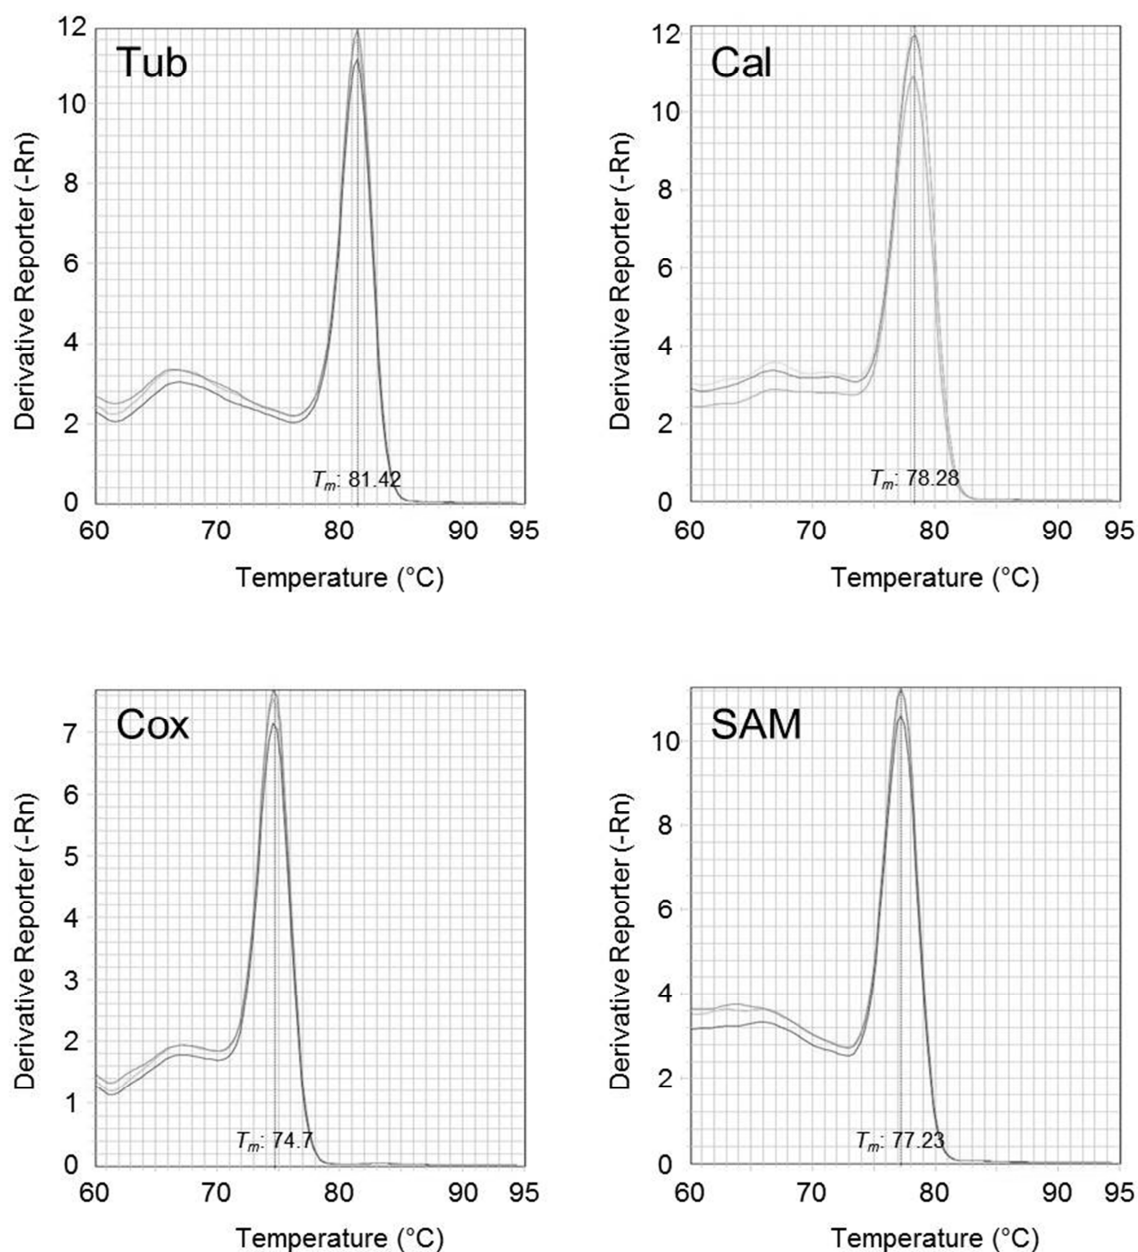 Tub
Derivative Reporter (-Rn)
12
10
8
6
4
2
0
Tm: 81.42
60 70 80 90 95
Temperature (°C)
Cal
Derivative Reporter (-Rn)
12
10
8
6
4
2
0
Tm: 78.28
60 70 80 90 95
Temperature (°C)
Cox
Derivative Reporter (-Rn)
7
6
5
4
3
2
1
0
Tm: 74.7
60 70 80 90 95
Temperature (°C)
SAM
Derivative Reporter (-Rn)
10
8
6
4
2
0
Tm: 77.23
60 70 80 90 95
Temperature (°C)